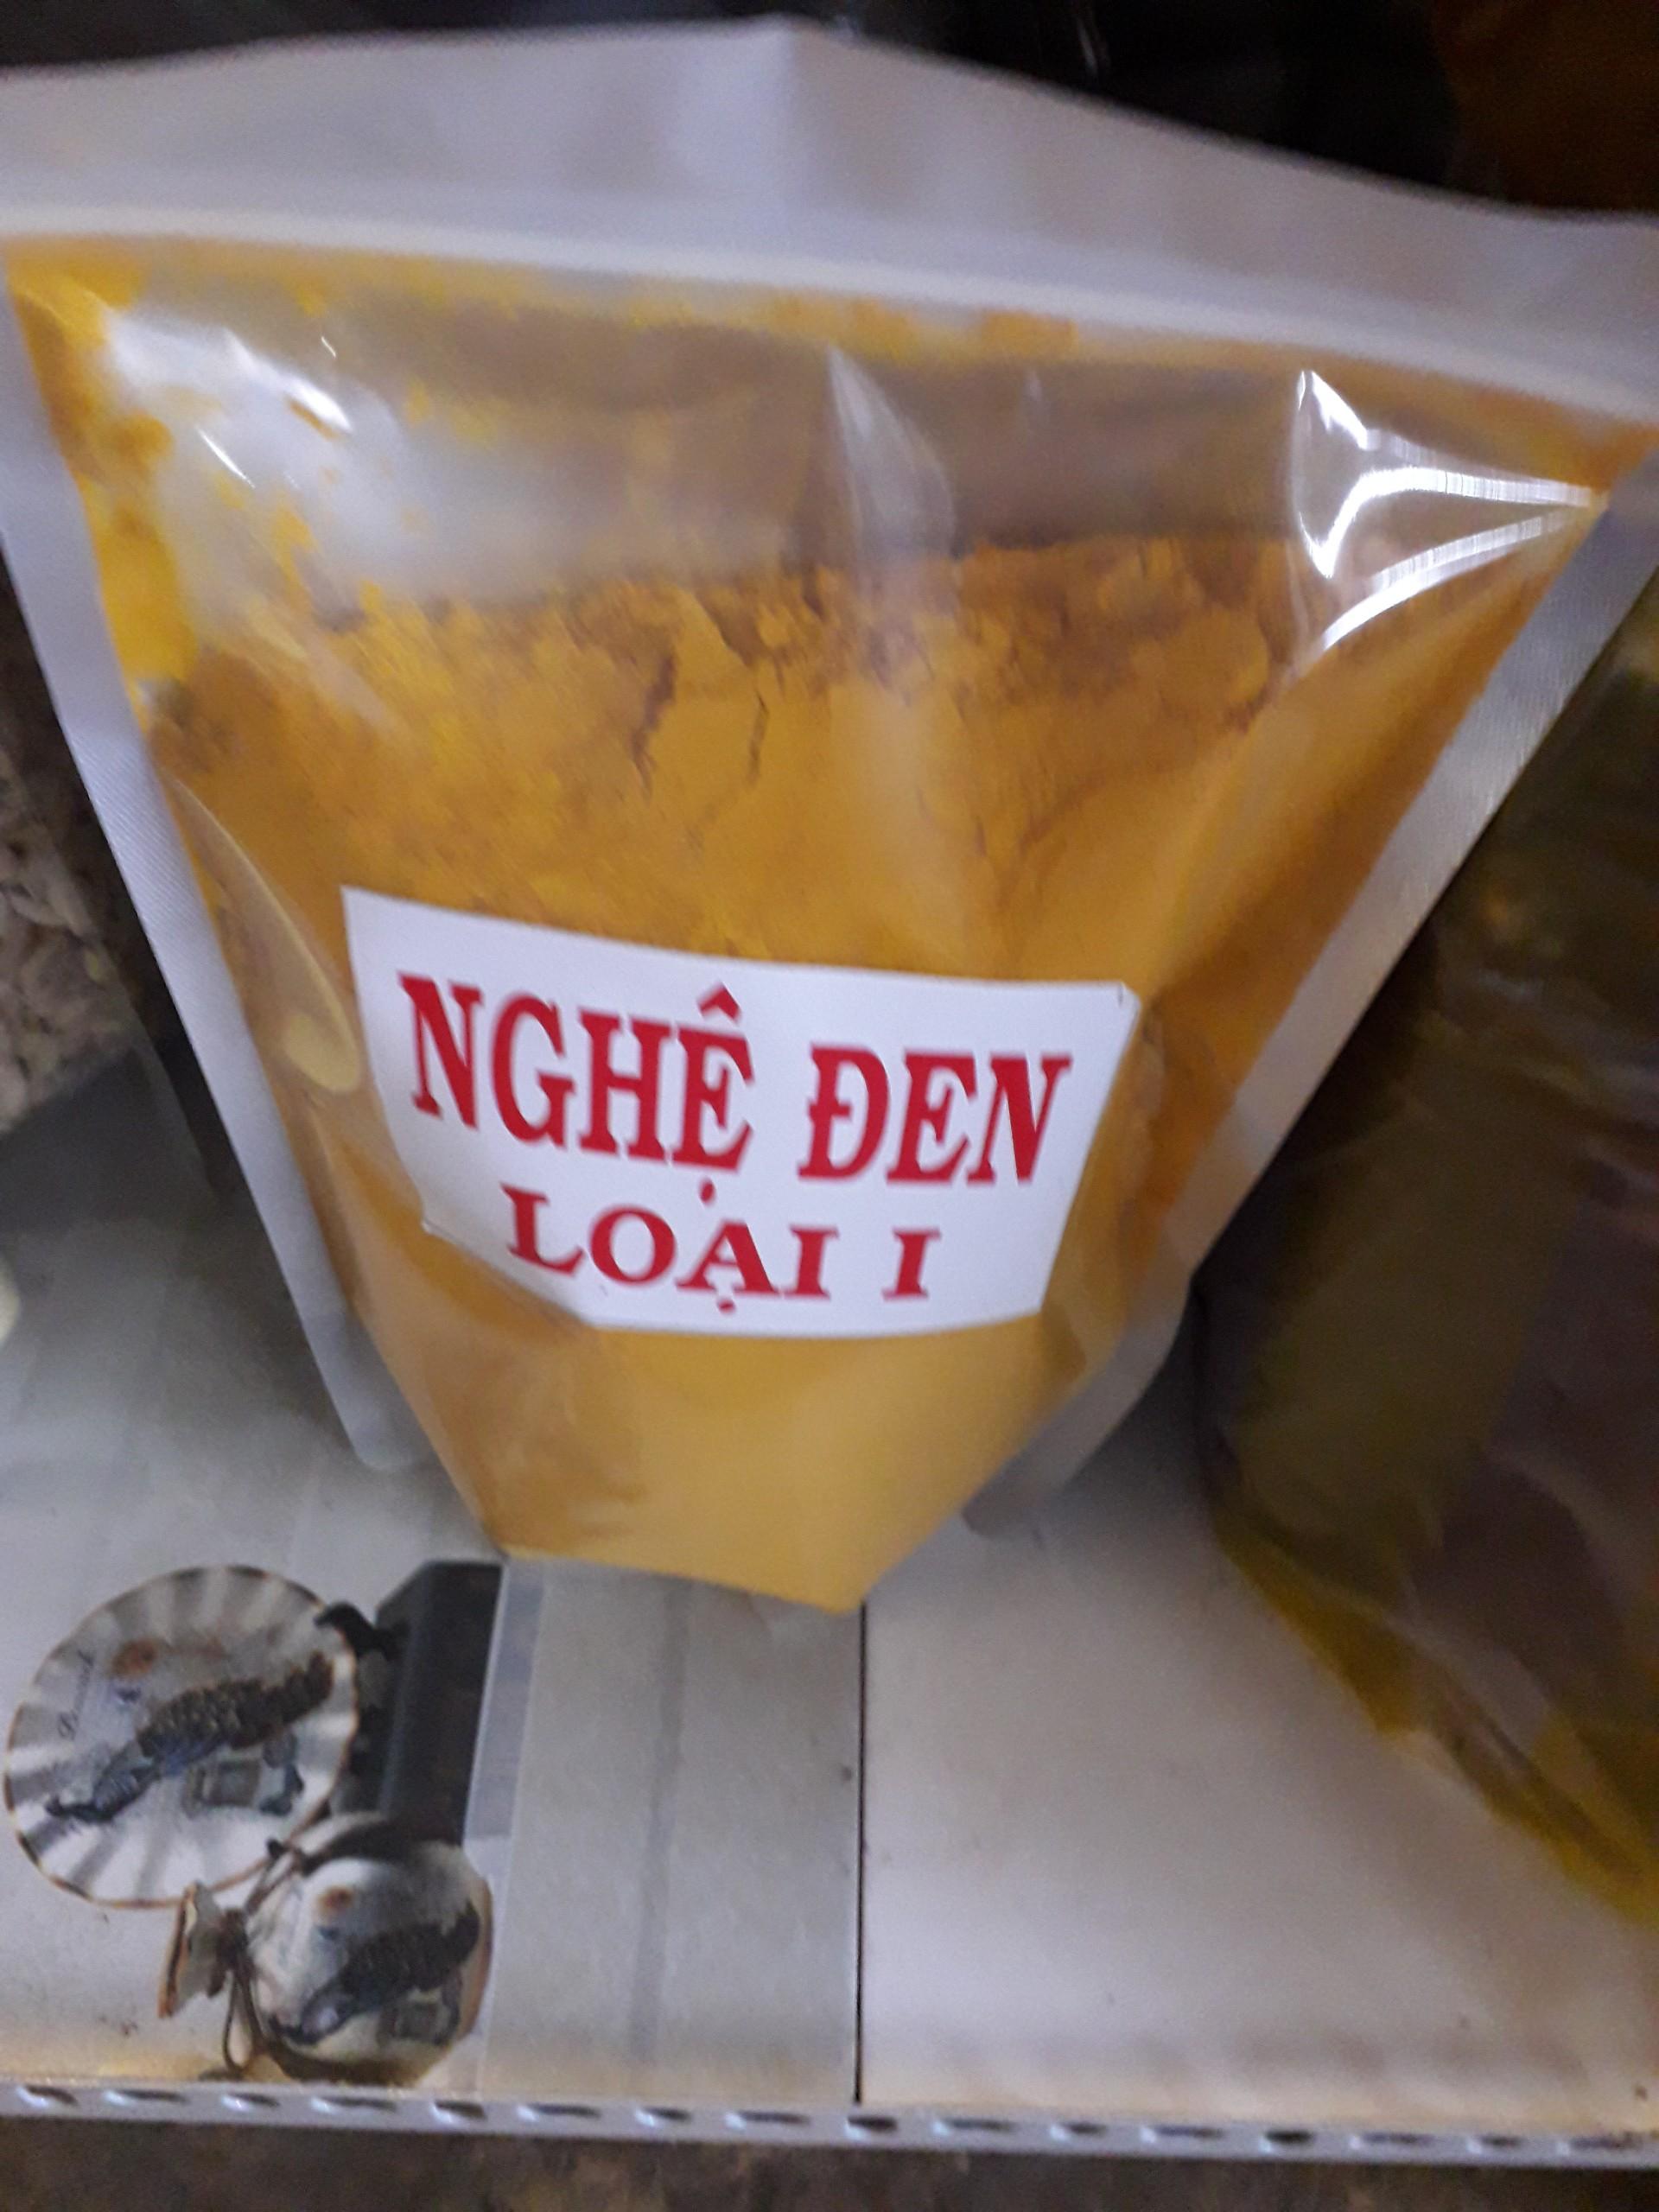 NGHỆ ĐEN
LOẠI I